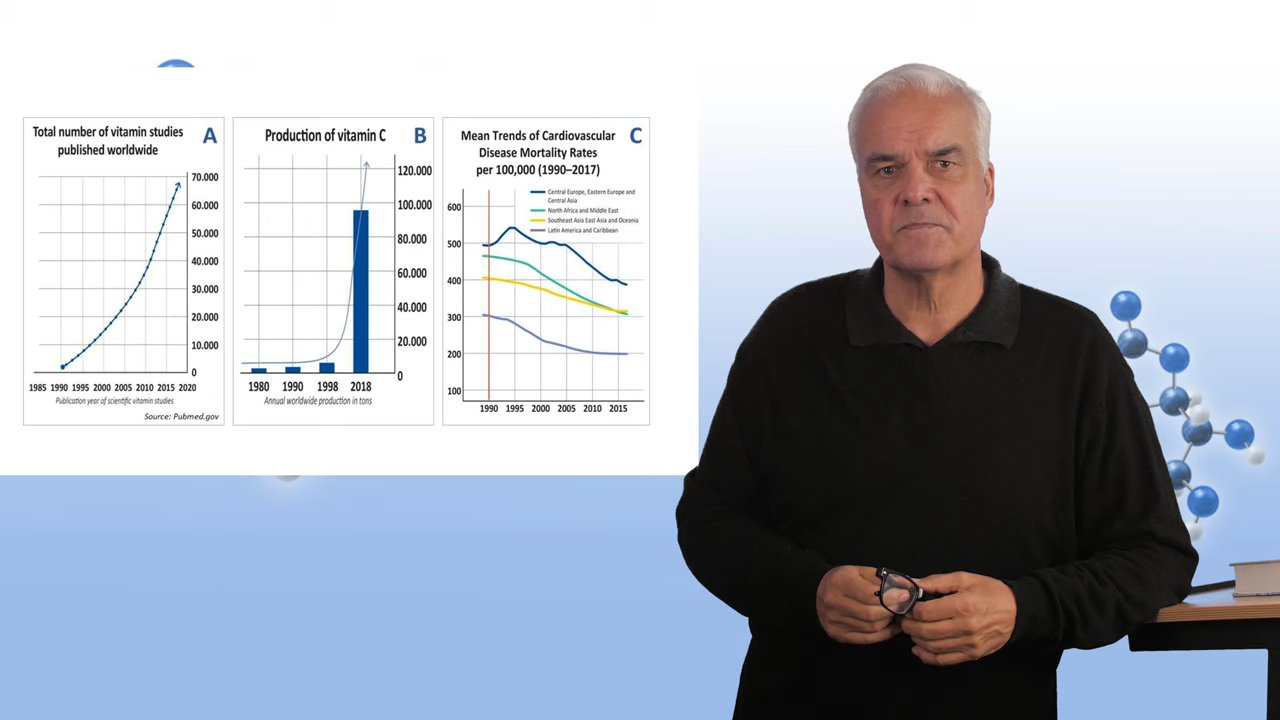 Total number of vitamin studies
published worldwide
A
70.000
60.000
50.000
40.000
30.000
20.000
10.000
0
1985 1990 1995 2000 2005 2010 2015 2020
Publication year of scientific vitamin studies
Source: Pubmed.gov
Production of vitamin C
B
120.000
100.000
80.000
60.000
40.000
20.000
0
1980 1990 1998 2018
Annual worldwide production in tons
Mean Trends of Cardiovascular
Disease Mortality Rates
per 100,000 (1990–2017)
C
Central Europe, Eastern Europe and
Central Asia
North Africa and Middle East
Southeast Asia East Asia and Oceania
Latin America and Caribbean
600
500
400
300
200
100
1990 1995 2000 2005 2010 2015